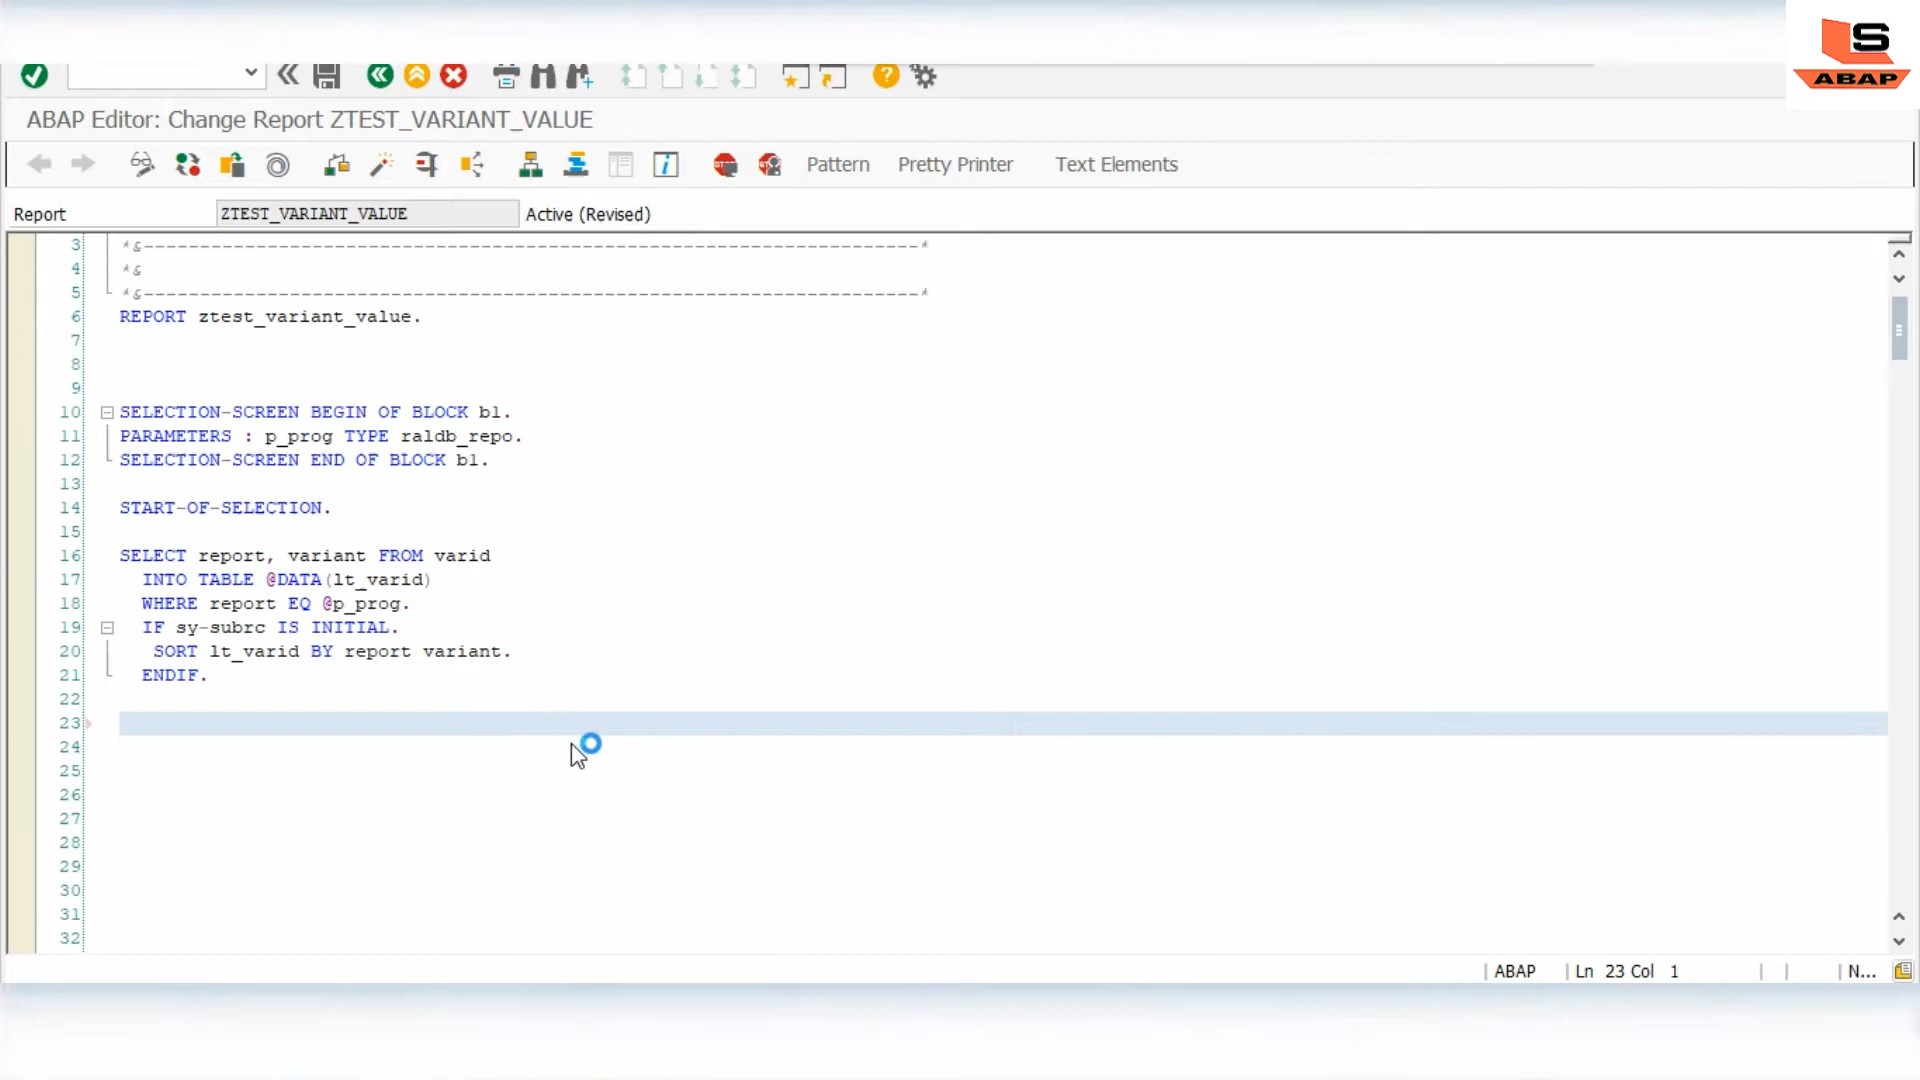 S
ABAP
ABAP Editor: Change Report ZTEST_VARIANT_VALUE
Pattern Pretty Printer Text Elements
Report ZTEST_VARIANT_VALUE Active (Revised)
3 *&---------------------------------------------------------------------*
4 *&
5 *&---------------------------------------------------------------------*
6 REPORT ztest_variant_value.
7
8
9
10 SELECTION-SCREEN BEGIN OF BLOCK b1.
11 PARAMETERS : p_prog TYPE raldb_repo.
12 SELECTION-SCREEN END OF BLOCK b1.
13
14 START-OF-SELECTION.
15
16 SELECT report, variant FROM varid
17 INTO TABLE @DATA(lt_varid)
18 WHERE report EQ @p_prog.
19 IF sy-subrc IS INITIAL.
20 SORT lt_varid BY report variant.
21 ENDIF.
22
23
24
25
26
27
28
29
30
31
32
ABAP Ln 23 Col 1 N...